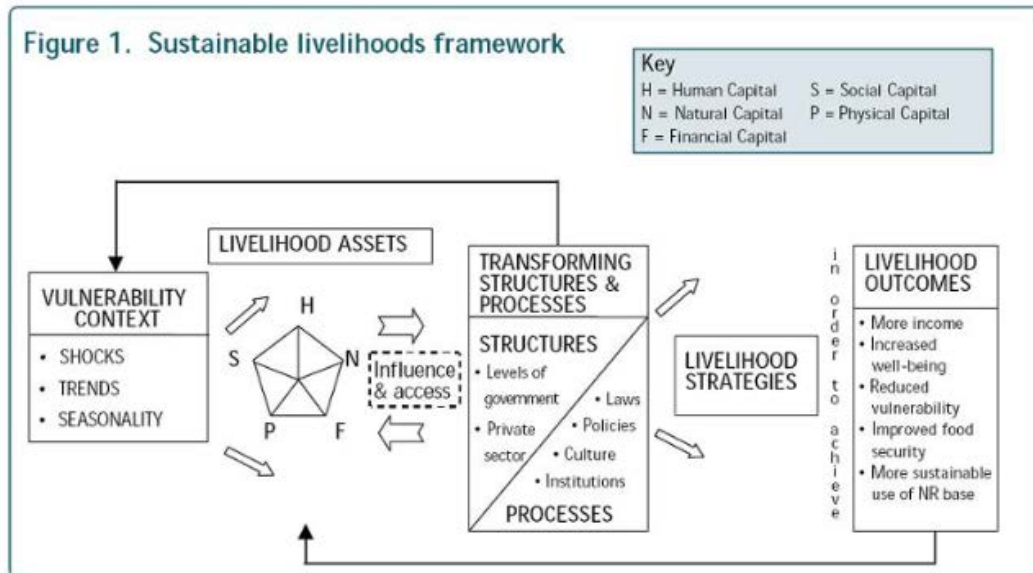 Figure 1. Sustainable livelihoods framework
Key
H = Human Capital S = Social Capital
N = Natural Capital P = Physical Capital
F = Financial Capital
LIVELIHOOD ASSETS
VULNERABILITY
CONTEXT
• SHOCKS
• TRENDS
• SEASONALITY
H
S
N
P
F
Influence
& access
TRANSFORMING
STRUCTURES &
PROCESSES
STRUCTURES
• Levels of
government
• Private
sector
• Laws
• Policies
• Culture
• Institutions
PROCESSES
LIVELIHOOD
STRATEGIES
in order to achieve
LIVELIHOOD
OUTCOMES
• More income
• Increased
well-being
• Reduced
vulnerability
• Improved food
security
• More sustainable
use of NR base